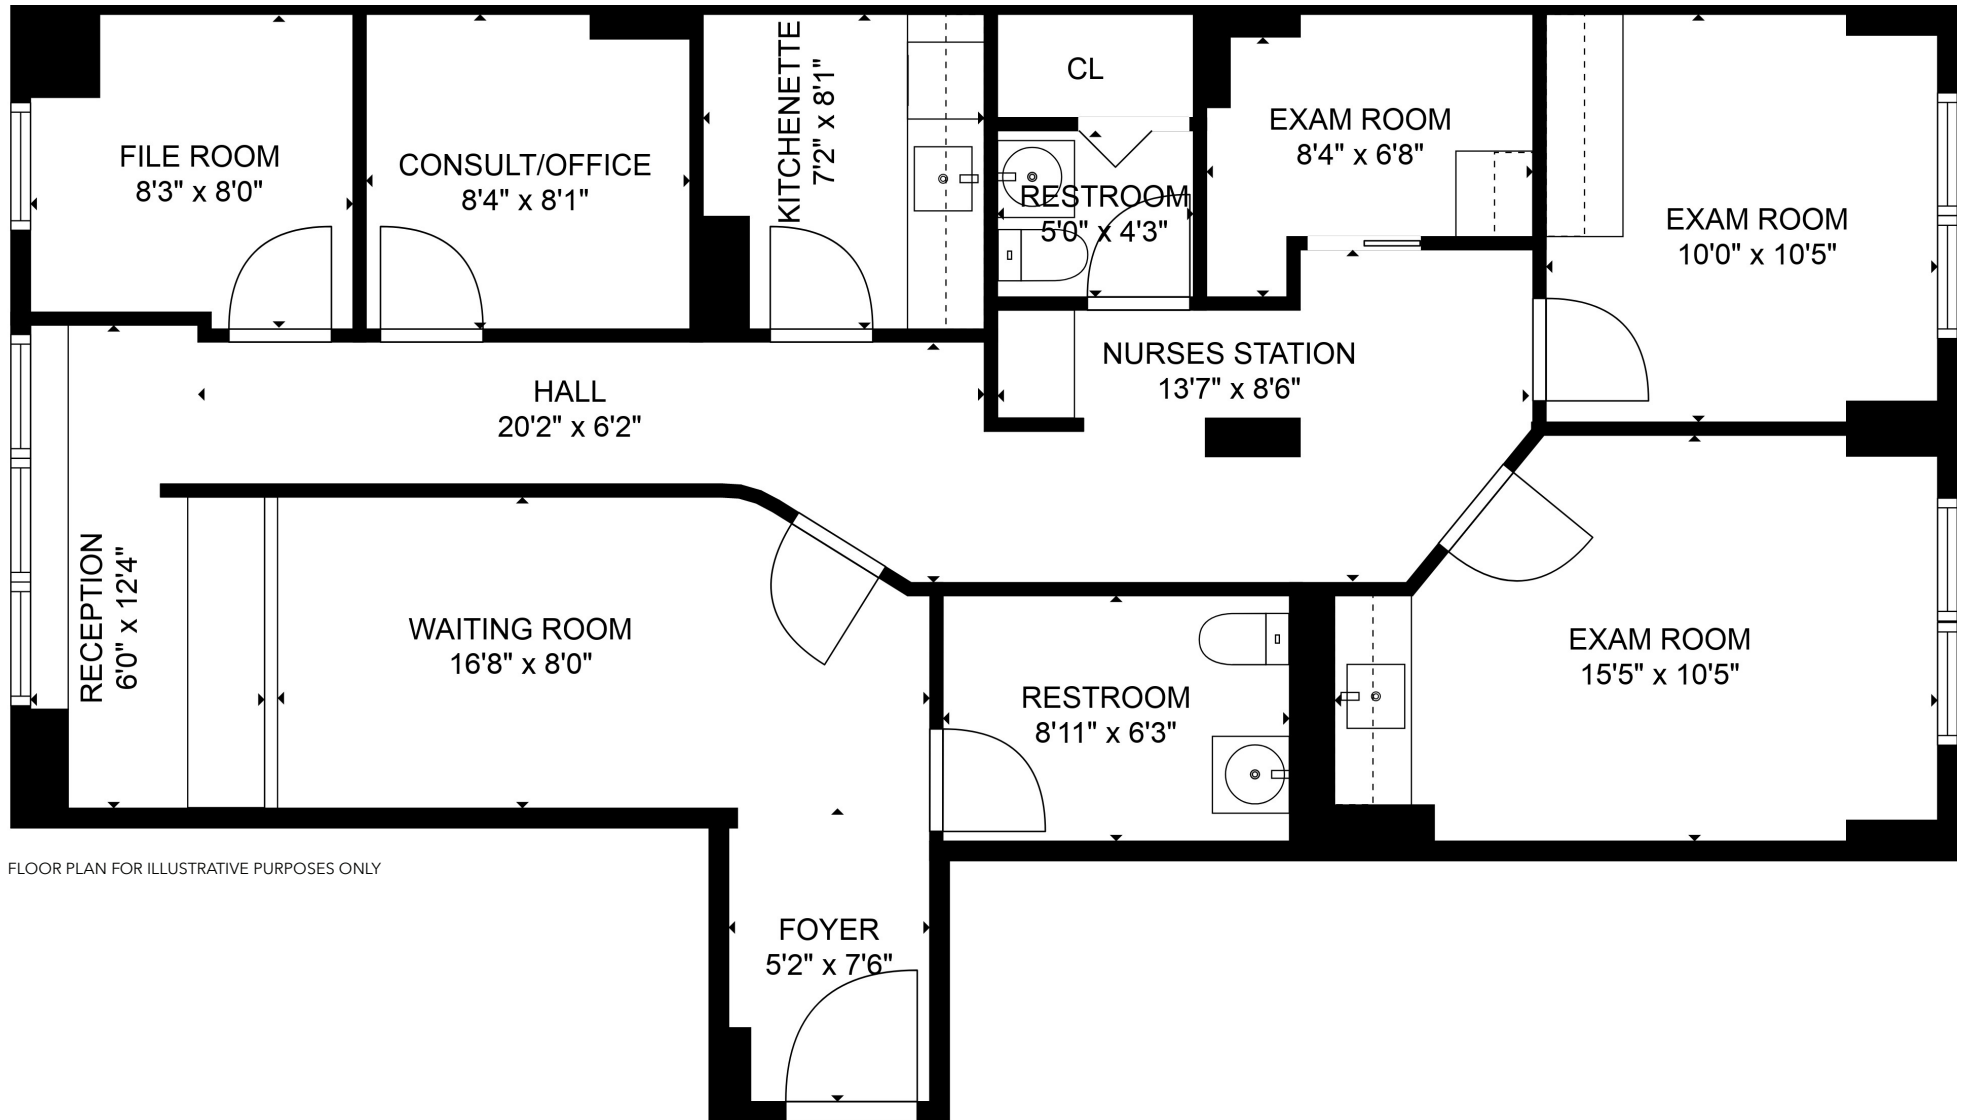 FILE ROOM
8'3" x 8'0"
CONSULT/OFFICE
8'4" x 8'1"
KITCHENETTE
7'2" x 8'1"
CL
RESTROOM
5'0" x 4'3"
EXAM ROOM
8'4" x 6'8"
EXAM ROOM
10'0" x 10'5"
HALL
20'2" x 6'2"
NURSES STATION
13'7" x 8'6"
RECEPTION
6'0" x 12'4"
WAITING ROOM
16'8" x 8'0"
RESTROOM
8'11" x 6'3"
EXAM ROOM
15'5" x 10'5"
FLOOR PLAN FOR ILLUSTRATIVE PURPOSES ONLY
FOYER
5'2" x 7'6"